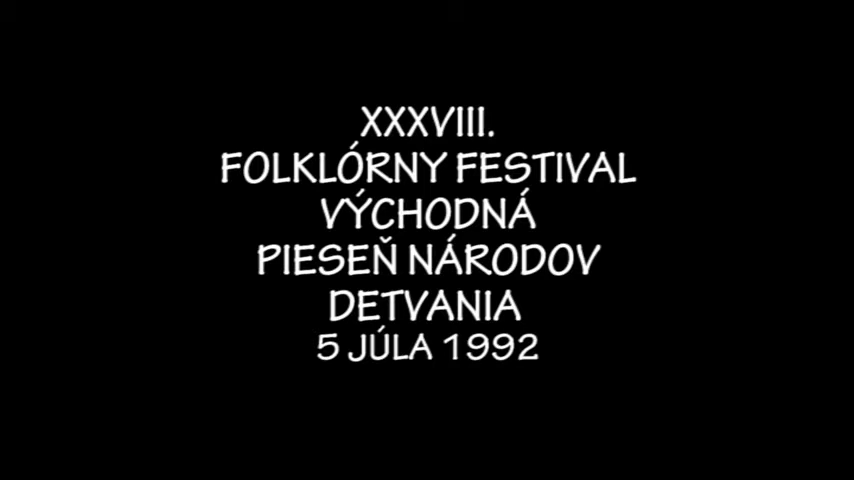 XXXVIII.
FOLKLÓRNY FESTIVAL
VÝCHODNÁ
PIESEŇ NÁRODOV
DETVANIA
5 JÚLA 1992